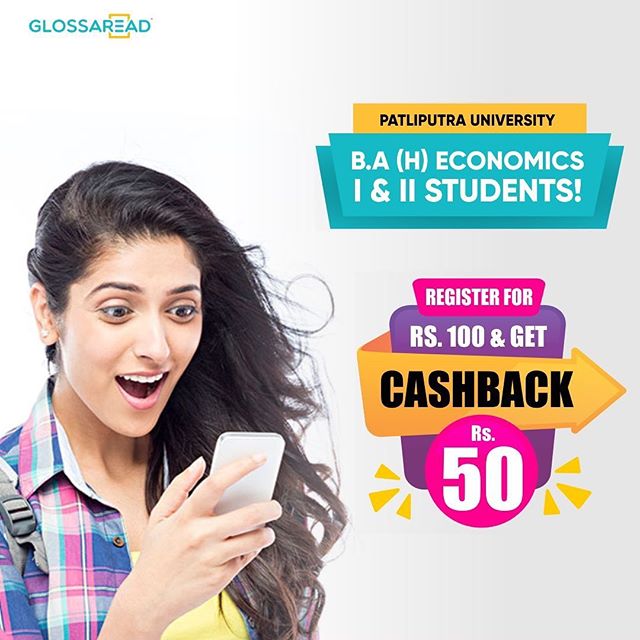 GLOSSAREAD
PATLIPUTRA UNIVERSITY
B.A (H) ECONOMICS
I & II STUDENTS!
REGISTER FOR
RS. 100 & GET
CASHBACK
Rs.
50